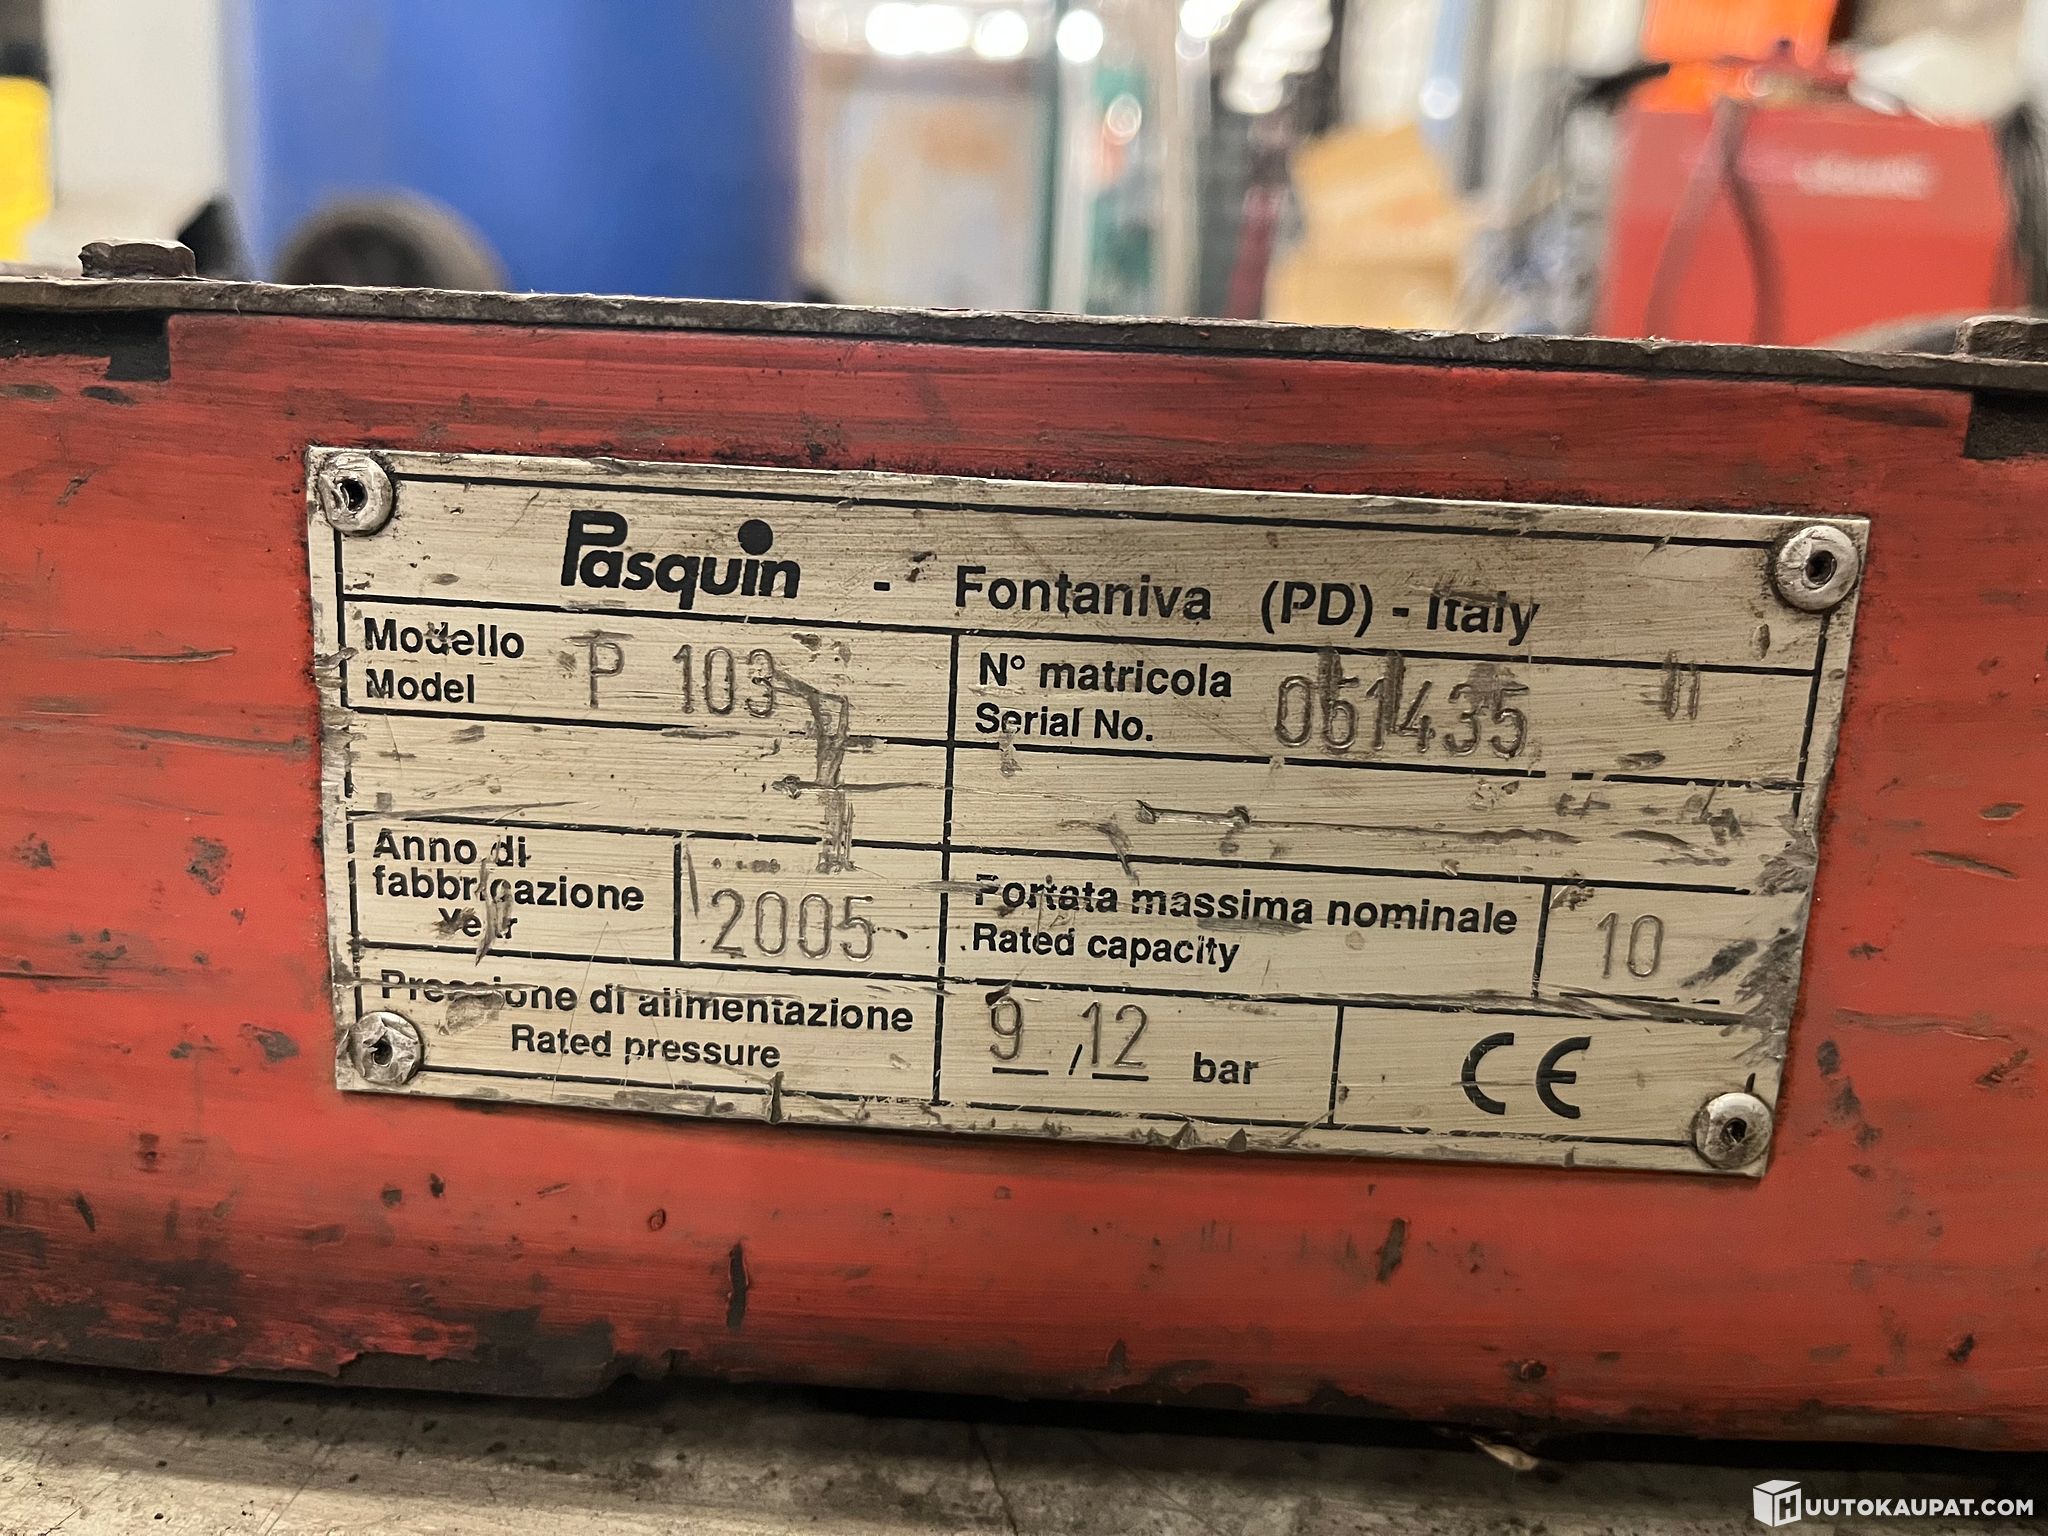 Pasquin - Fontaniva (PD) - Italy
Modello
Model
P 103
N° matricola
Serial No.
051435
Anno di
fabbricazione
Year
2005
Portata massima nominale
Rated capacity
10
Pressione di alimentazione
Rated pressure
9 , 12 bar
CE
HUUTOKAUPAT.COM